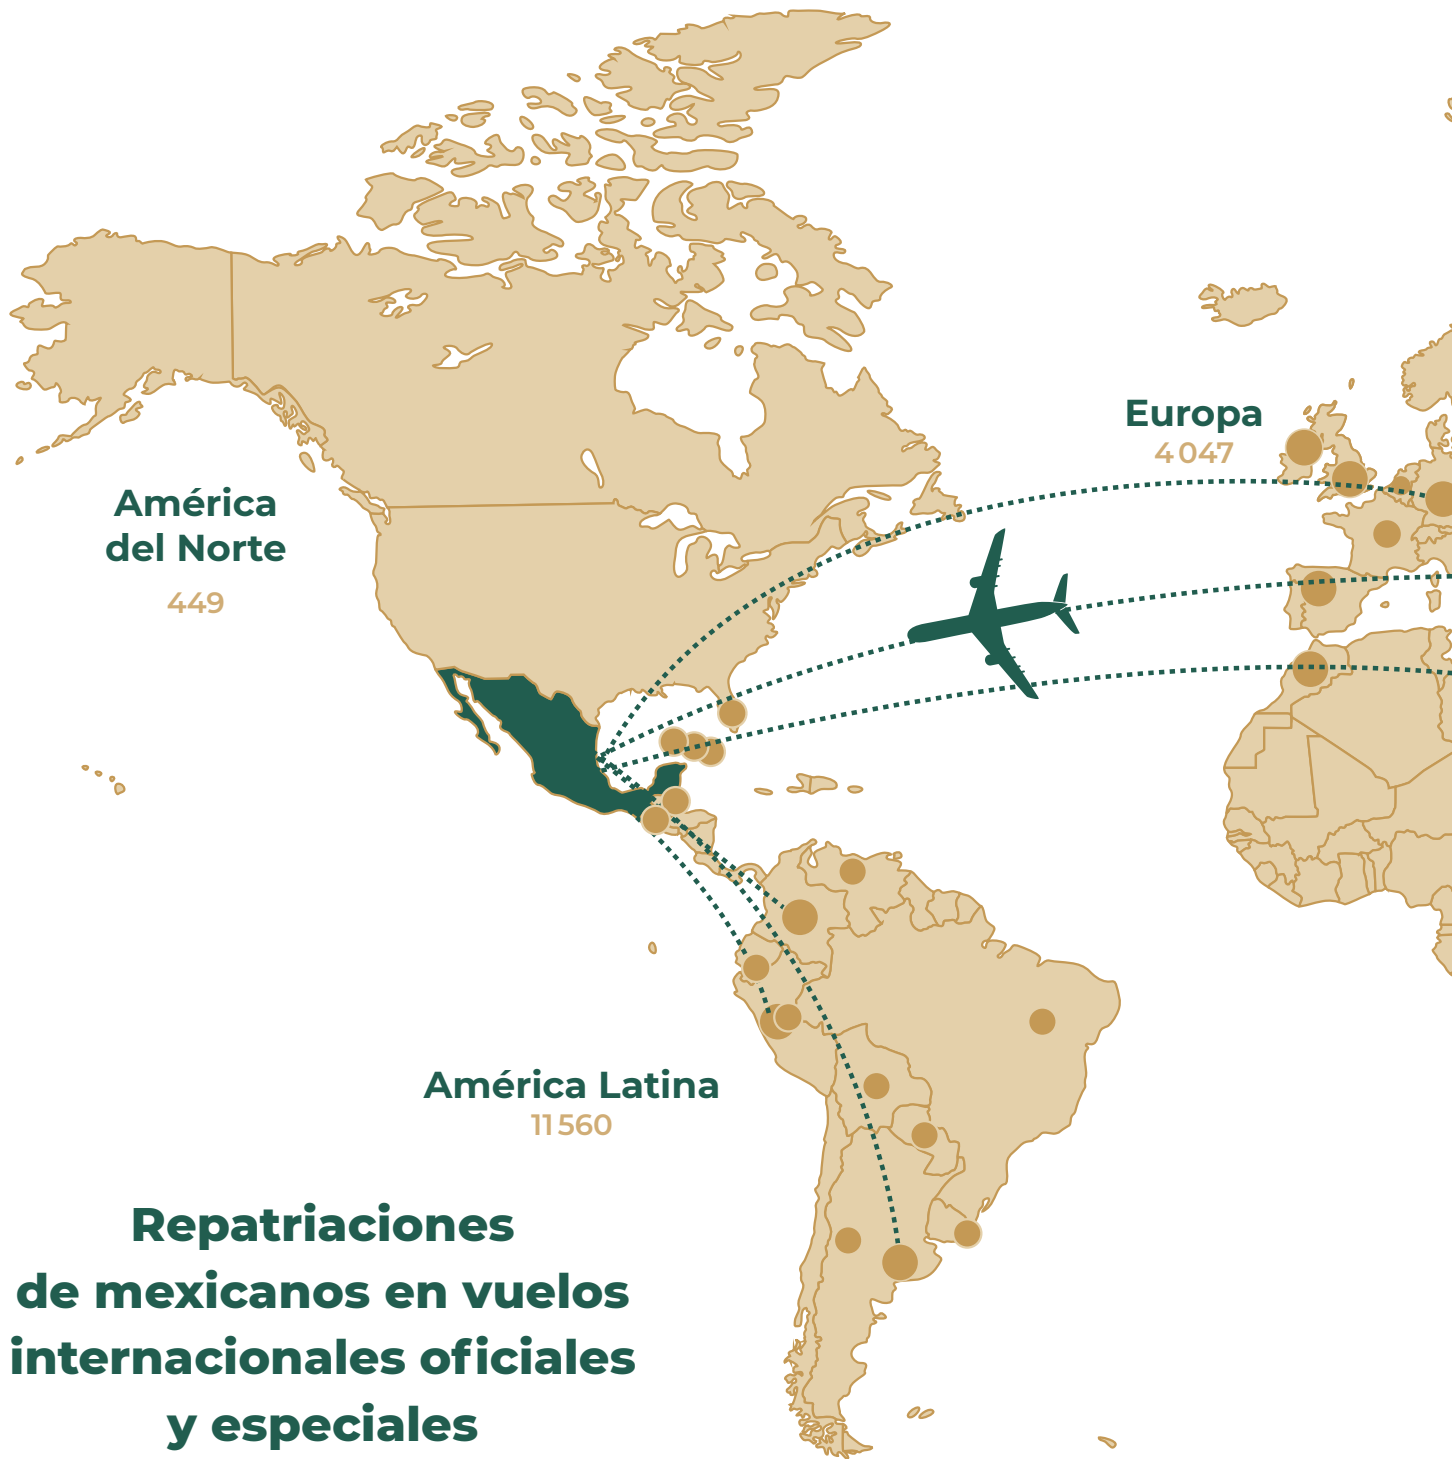 Europa
4 047
América
del Norte
449
América Latina
11 560
Repatriaciones
de mexicanos en vuelos
internacionales oficiales
y especiales